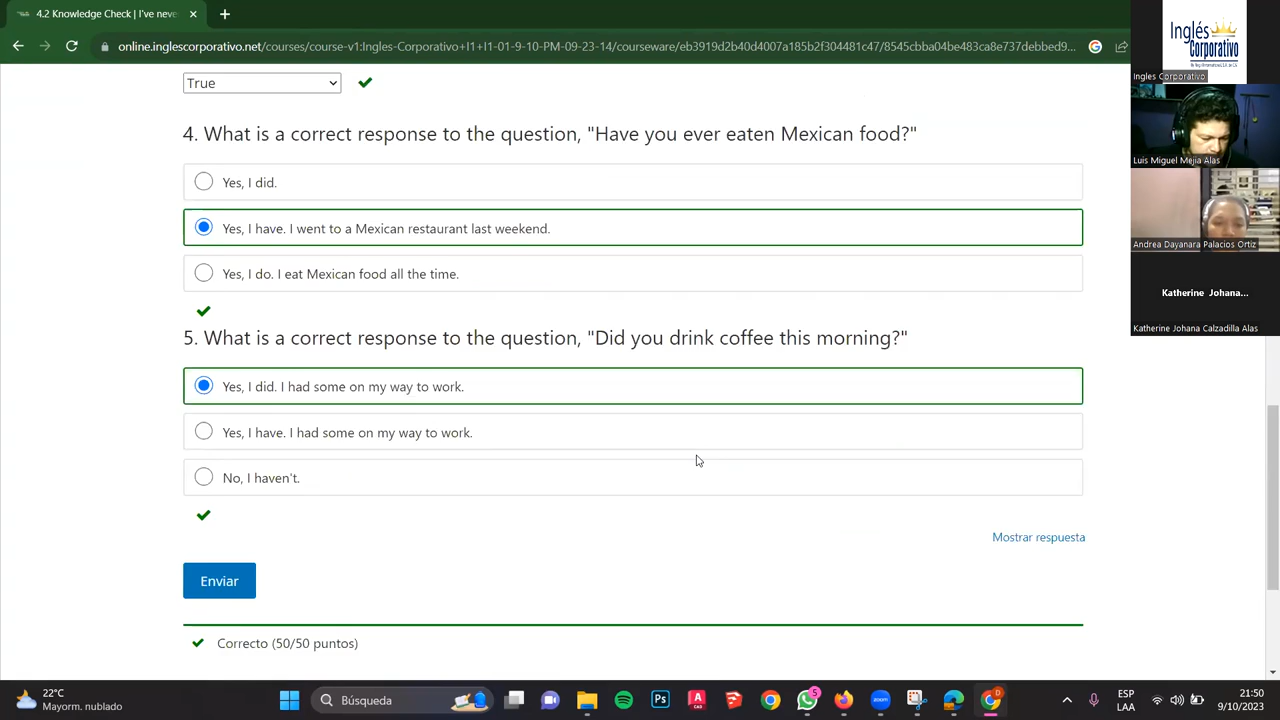 4.2 Knowledge Check | I've neve
online.inglescorporativo.net/courses/course-v1:Ingles-Corporativo+I1+I1-01-9-10-PM-09-23-14/courseware/eb3919d2b40d4007a185b2f304481c47/8545cbba04be483ca8e737debbed9...
Inglés
Corporativo
Ingles Corporativo
Luis Miguel Mejia Alas
Andrea Dayanara Palacios Ortiz
Katherine Johana...
Katherine Johana Calzadilla Alas
True
4. What is a correct response to the question, "Have you ever eaten Mexican food?"
Yes, I did.
Yes, I have. I went to a Mexican restaurant last weekend.
Yes, I do. I eat Mexican food all the time.
5. What is a correct response to the question, "Did you drink coffee this morning?"
Yes, I did. I had some on my way to work.
Yes, I have. I had some on my way to work.
No, I haven't.
Mostrar respuesta
Enviar
Correcto (50/50 puntos)
22°C
Mayorm. nublado
Búsqueda
Ps
A
CAD
zoom
5
D
ESP
LAA
21:50
9/10/2023